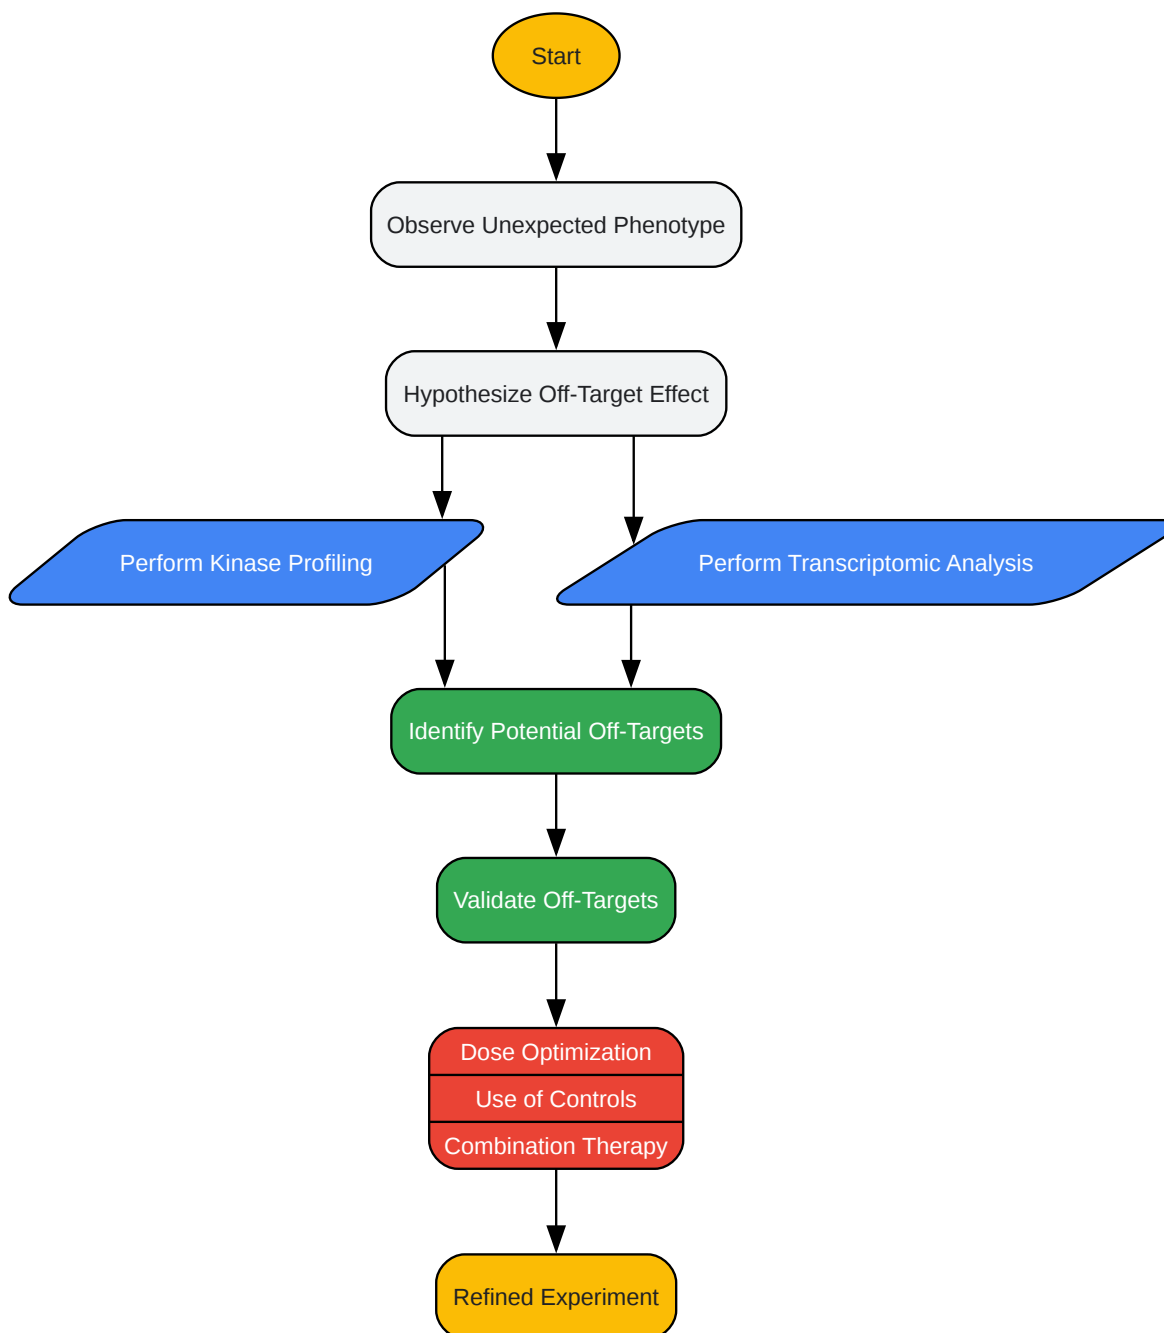 Start
Observe Unexpected Phenotype
Hypothesize Off-Target Effect
Perform Kinase Profiling
Perform Transcriptomic Analysis
Identify Potential Off-Targets
Validate Off-Targets
Dose Optimization
Use of Controls
Combination Therapy
Refined Experiment